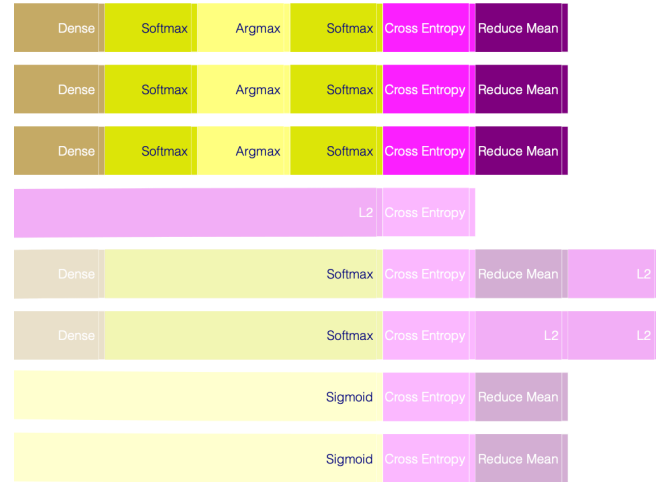 Dense Softmax Argmax Softmax Cross Entropy Reduce Mean
Dense Softmax Argmax Softmax Cross Entropy Reduce Mean
Dense Softmax Argmax Softmax Cross Entropy Reduce Mean
L2 Cross Entropy
Dense Softmax Cross Entropy Reduce Mean L2
Dense Softmax Cross Entropy L2 L2
Sigmoid Cross Entropy Reduce Mean
Sigmoid Cross Entropy Reduce Mean